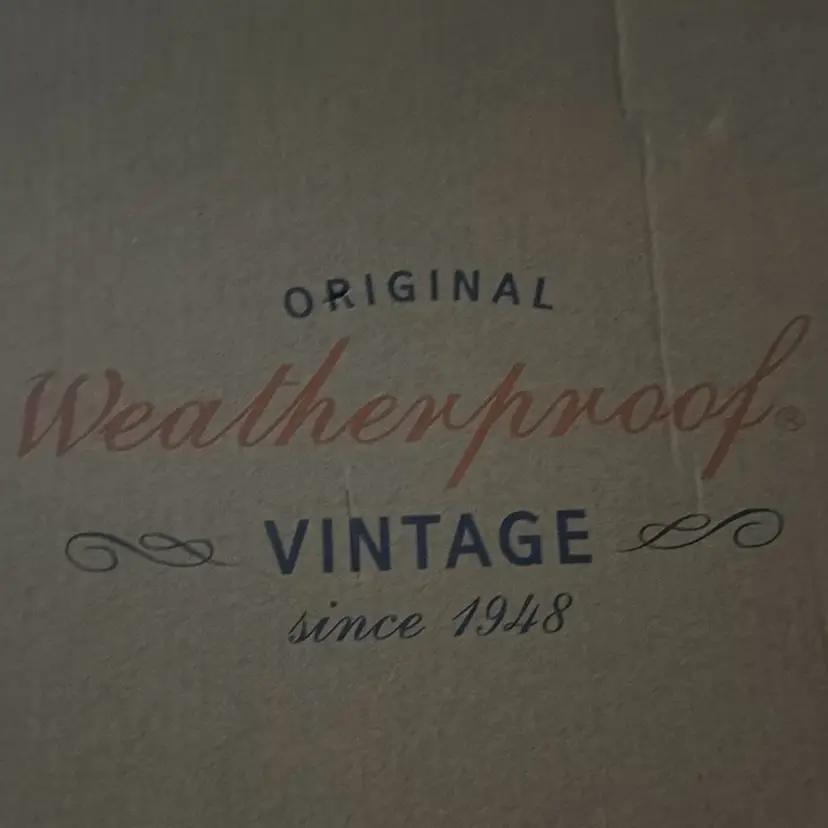 ORIGINAL
Weatherproof®
VINTAGE
since 1948